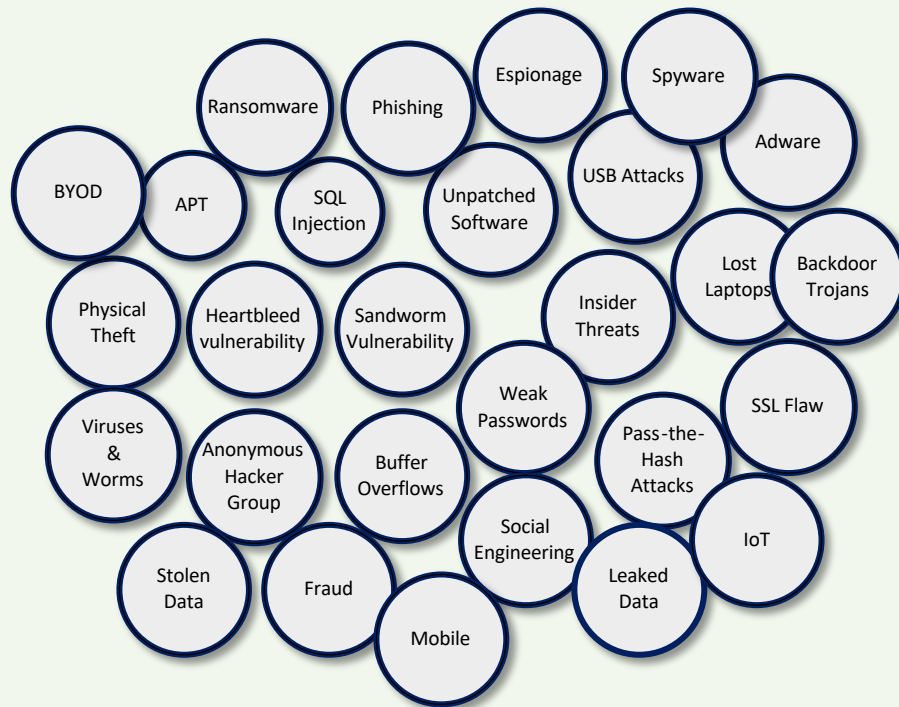 Espionage
Spyware
Ransomware
Phishing
Adware
USB Attacks
BYOD
APT
SQL
Injection
Unpatched
Software
Lost
Laptops
Backdoor
Trojans
Physical
Theft
Heartbleed
vulnerability
Sandworm
Vulnerability
Insider
Threats
Weak
Passwords
SSL Flaw
Viruses
&
Worms
Anonymous
Hacker
Group
Buffer
Overflows
Pass-the-
Hash
Attacks
Social
Engineering
IoT
Stolen
Data
Fraud
Leaked
Data
Mobile